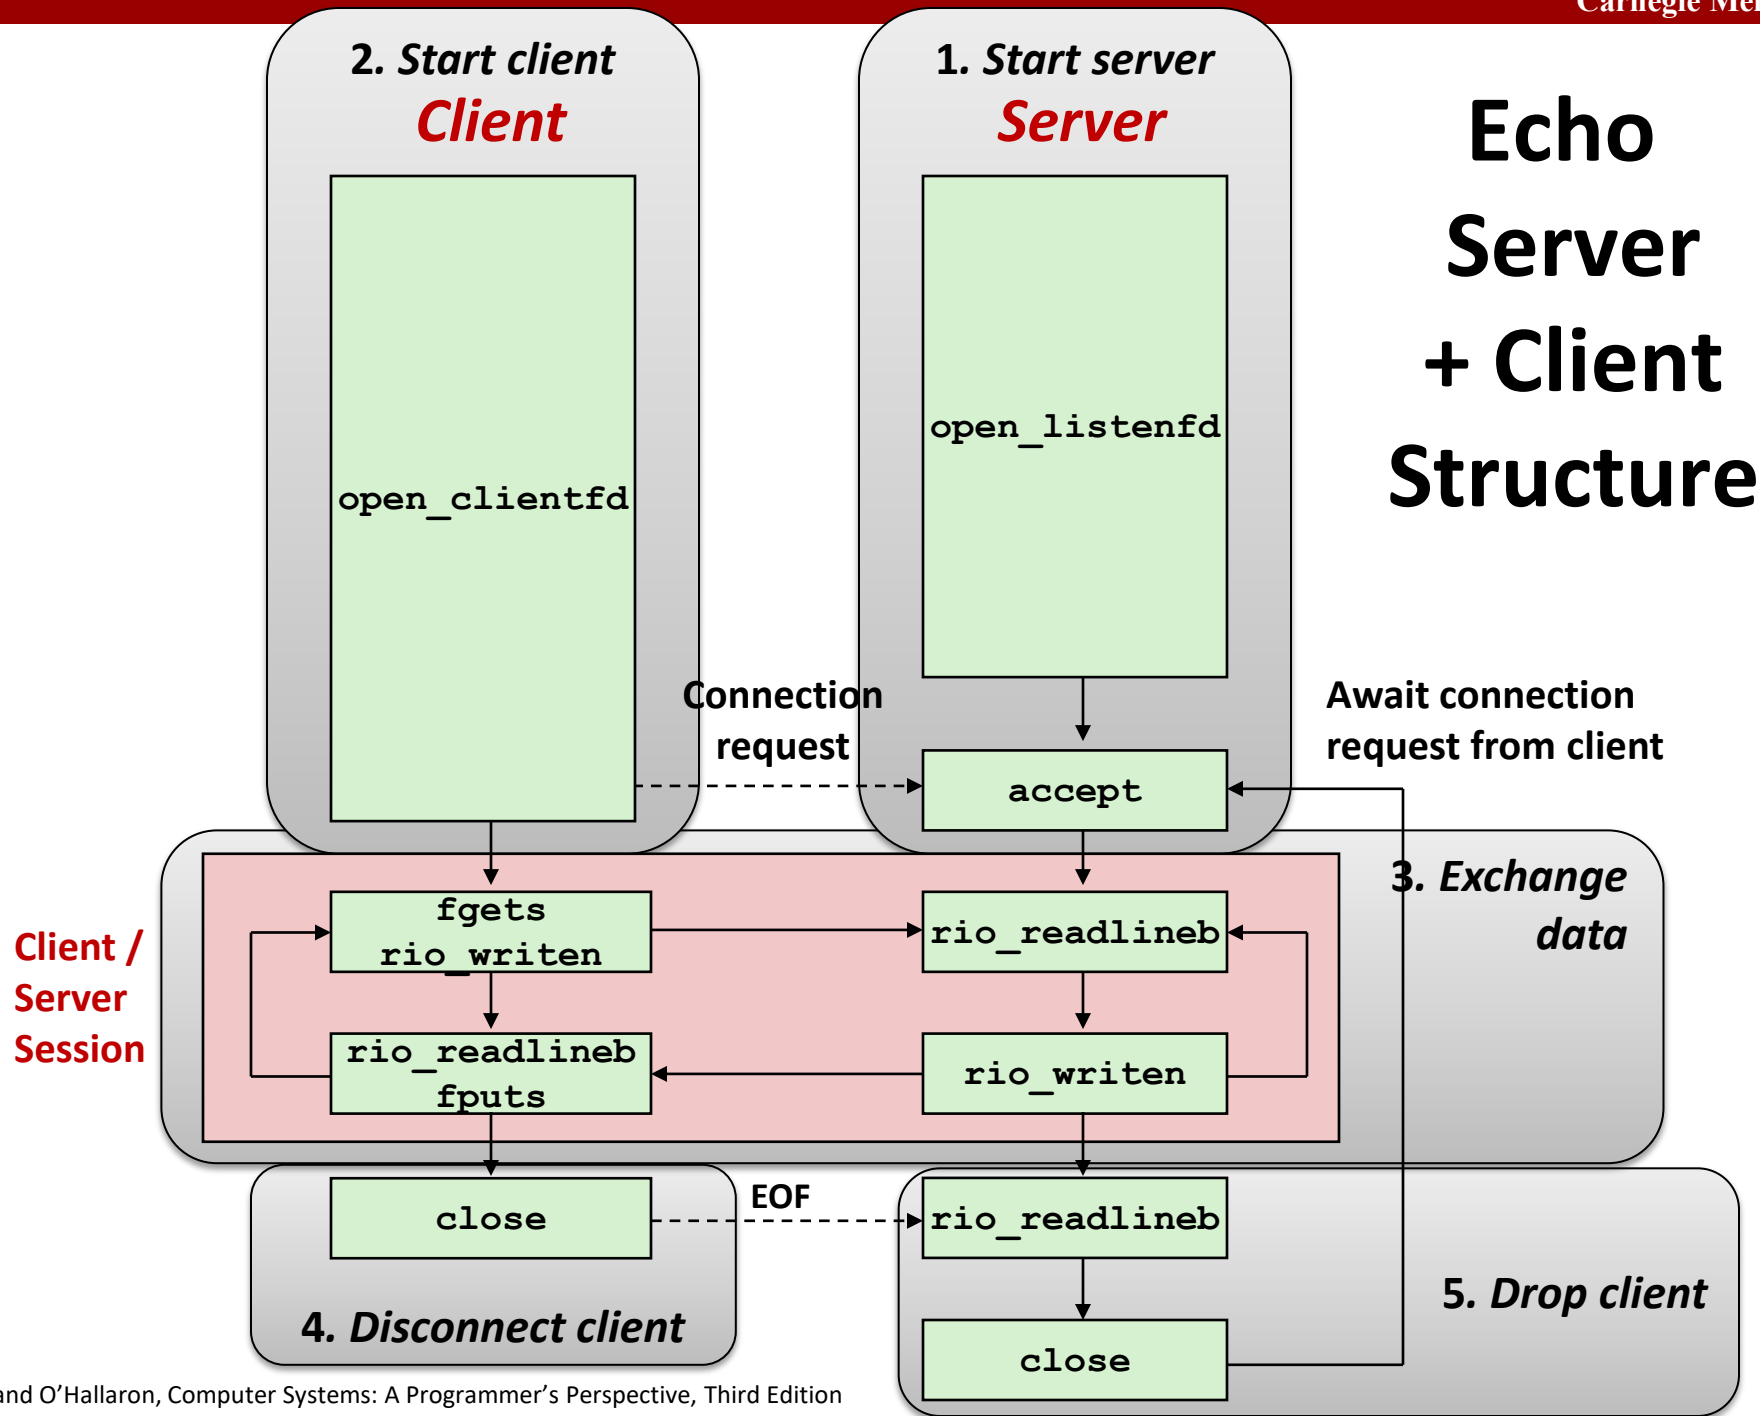 Carnegie
2. Start client
Client
1. Start server
Server
Echo
Server
+ Client
Structure
open_clientfd
open_listenfd
Connection
request
Await connection
request from client
accept
3. Exchange
data
Client /
Server
Session
fgets
rio_writen
rio_readlineb
rio_readlineb
fputs
rio_writen
close
EOF
rio_readlineb
4. Disconnect client
5. Drop client
close
and O'Hallaron, Computer Systems: A Programmer's Perspective, Third Edition